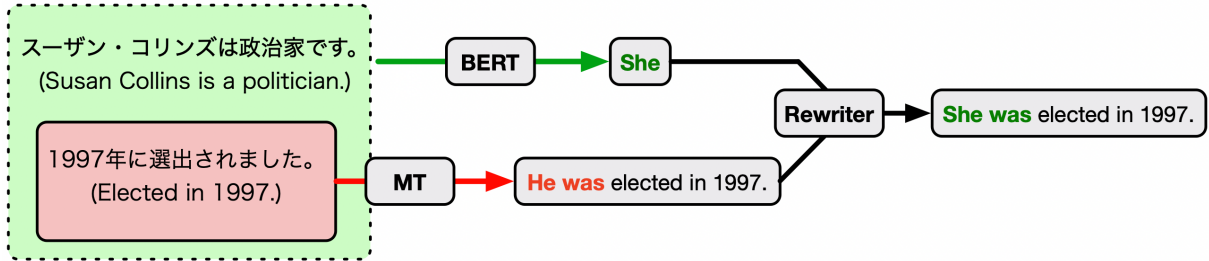 スーザン・コリンズは政治家です。
(Susan Collins is a politician.)
1997年に選出されました。
(Elected in 1997.)
BERT
She
MT
He was elected in 1997.
Rewriter
She was elected in 1997.